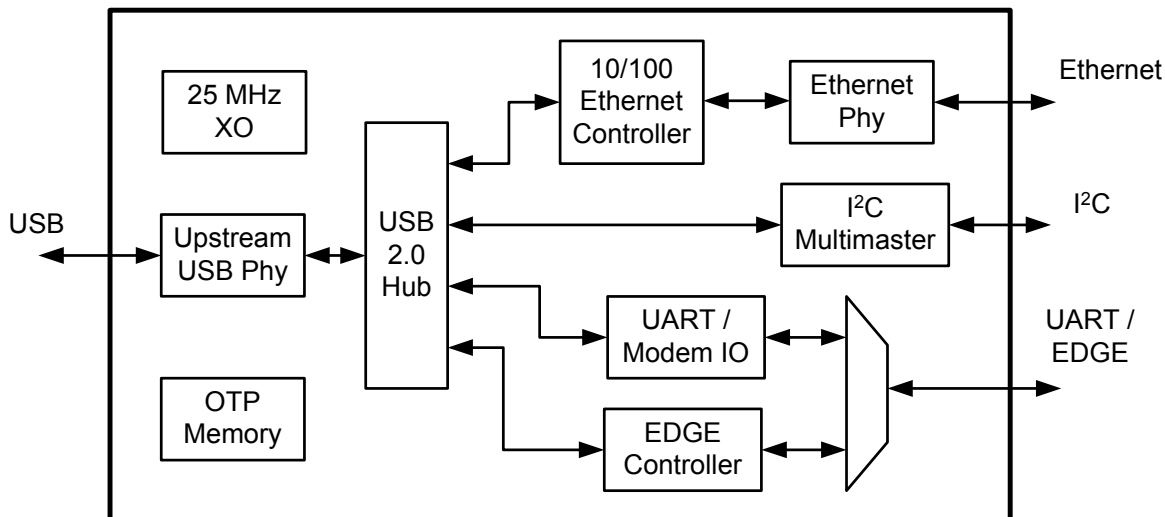 25 MHz
XO
10/100
Ethernet
Controller
Ethernet
Phy
Ethernet
USB
Upstream
USB Phy
USB
2.0
Hub
I²C
Multimaster
I²C
UART /
Modem IO
UART /
EDGE
OTP
Memory
EDGE
Controller